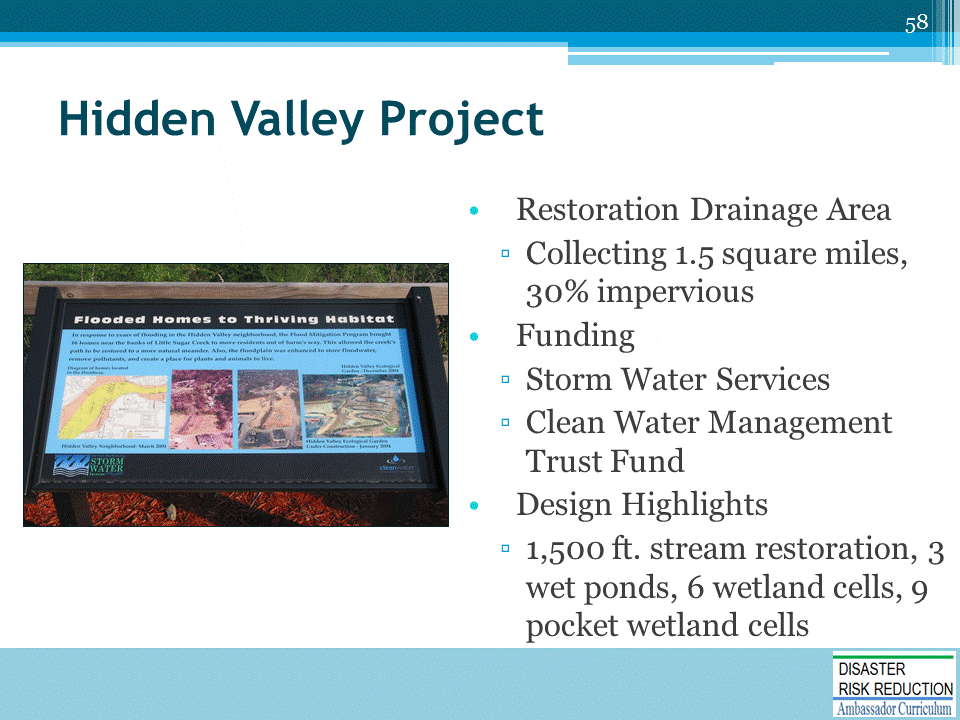 58
Hidden Valley Project
• Restoration Drainage Area
▫ Collecting 1.5 square miles,
30% impervious
• Funding
▫ Storm Water Services
▫ Clean Water Management
Trust Fund
• Design Highlights
▫ 1,500 ft. stream restoration, 3
wet ponds, 6 wetland cells, 9
pocket wetland cells
Flooded Homes to Thriving Habitat
In response to years of flooding in the Hidden Valley neighborhood, the Flood Mitigation Program bought
16 homes near the banks of Little Sugar Creek to move residents out of harm's way. This allowed the creek's
path to be restored to a more natural meander. Also, the floodplain was enhanced to store floodwater,
remove pollutants, and create a place for plants and animals to live.
Diagram of homes located
in the floodway.
Hidden Valley Ecological
Garden - December 2004
Hidden Valley Neighborhood- March 2001
Hidden Valley Ecological Garden
Under Construction - January 2004
STORM
WATER
cleanwater
DISASTER
RISK REDUCTION
Ambassador Curriculum